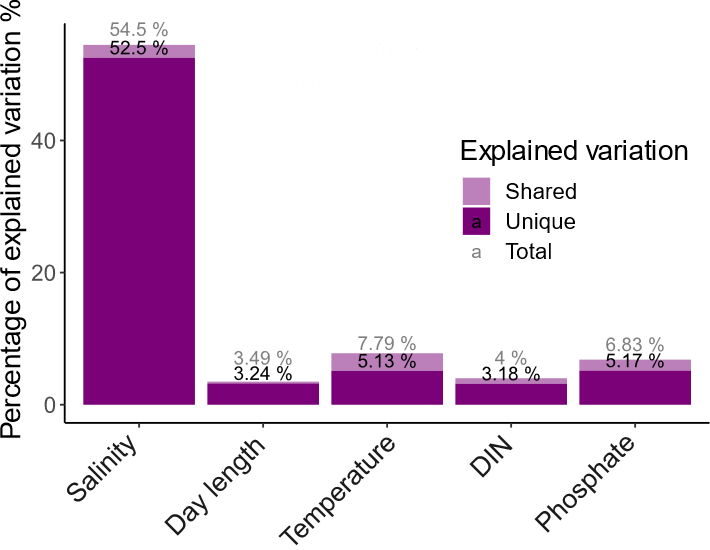 Percentage of explained variation %
40
20
0
54.5 %
52.5 %
3.49 %
3.24 %
7.79 %
5.13 %
4 %
3.18 %
6.83 %
5.17 %
Explained variation
Shared
a Unique
a Total
Salinity
Day length
Temperature
DIN
Phosphate